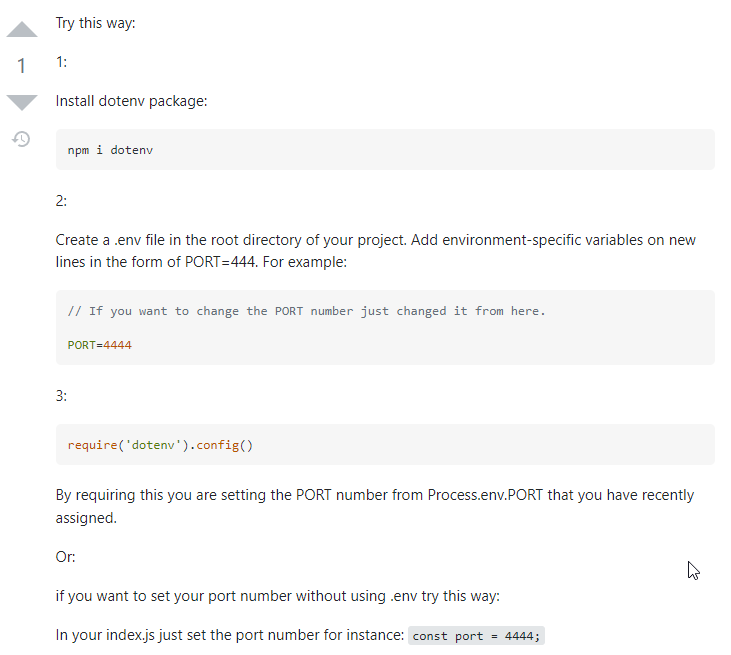 Try this way:
1
1:
Install dotenv package:
npm i dotenv
2:
Create a .env file in the root directory of your project. Add environment-specific variables on new
lines in the form of PORT=444. For example:
// If you want to change the PORT number just changed it from here.
PORT=4444
3:
require('dotenv').config()
By requiring this you are setting the PORT number from Process.env.PORT that you have recently
assigned.
Or:
if you want to set your port number without using .env try this way:
In your index.js just set the port number for instance: const port = 4444;